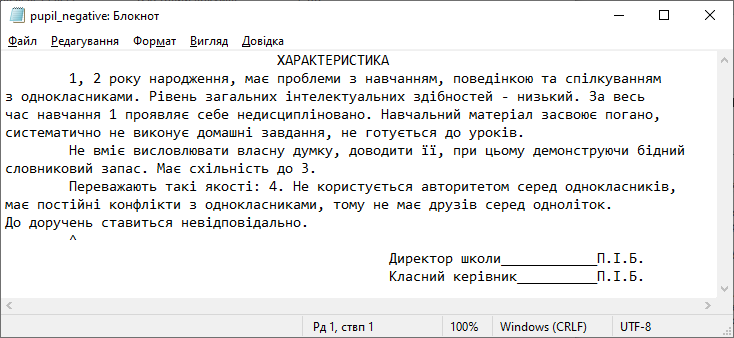 pupil_negative: Блокнот
Файл Редагування Формат Вигляд Довідка
ХАРАКТЕРИСТИКА
1, 2 року народження, має проблеми з навчанням, поведінкою та спілкуванням
з однокласниками. Рівень загальних інтелектуальних здібностей - низький. За весь
час навчання 1 проявляє себе недисципліновано. Навчальний матеріал засвоює погано,
систематично не виконує домашні завдання, не готується до уроків.
Не вміє висловлювати власну думку, доводити її, при цьому демонструючи бідний
словниковий запас. Має схільність до 3.
Переважають такі якості: 4. Не користується авторитетом серед однокласників,
має постійні конфлікти з однокласниками, тому не має друзів серед одноліток.
До доручень ставиться невідповідально.
^
Директор школи____________П.І.Б.
Класний керівник__________П.І.Б.
Рд 1, ствп 1 100% Windows (CRLF) UTF-8